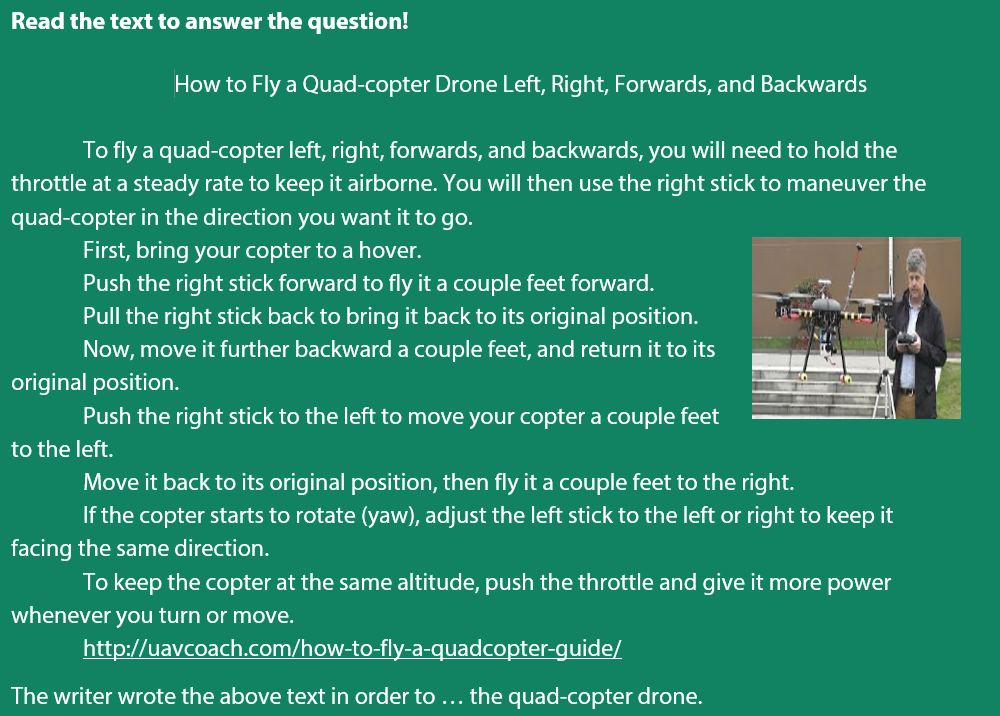 Read the text to answer the question!
How to Fly a Quad-copter Drone Left, Right, Forwards, and Backwards
To fly a quad-copter left, right, forwards, and backwards, you will need to hold the
throttle at a steady rate to keep it airborne. You will then use the right stick to maneuver the
quad-copter in the direction you want it to go.
First, bring your copter to a hover.
Push the right stick forward to fly it a couple feet forward.
Pull the right stick back to bring it back to its original position.
Now, move it further backward a couple feet, and return it to its
original position.
Push the right stick to the left to move your copter a couple feet
to the left.
Move it back to its original position, then fly it a couple feet to the right.
If the copter starts to rotate (yaw), adjust the left stick to the left or right to keep it
facing the same direction.
To keep the copter at the same altitude, push the throttle and give it more power
whenever you turn or move.
http://uavcoach.com/how-to-fly-a-quadcopter-guide/
The writer wrote the above text in order to … the quad-copter drone.